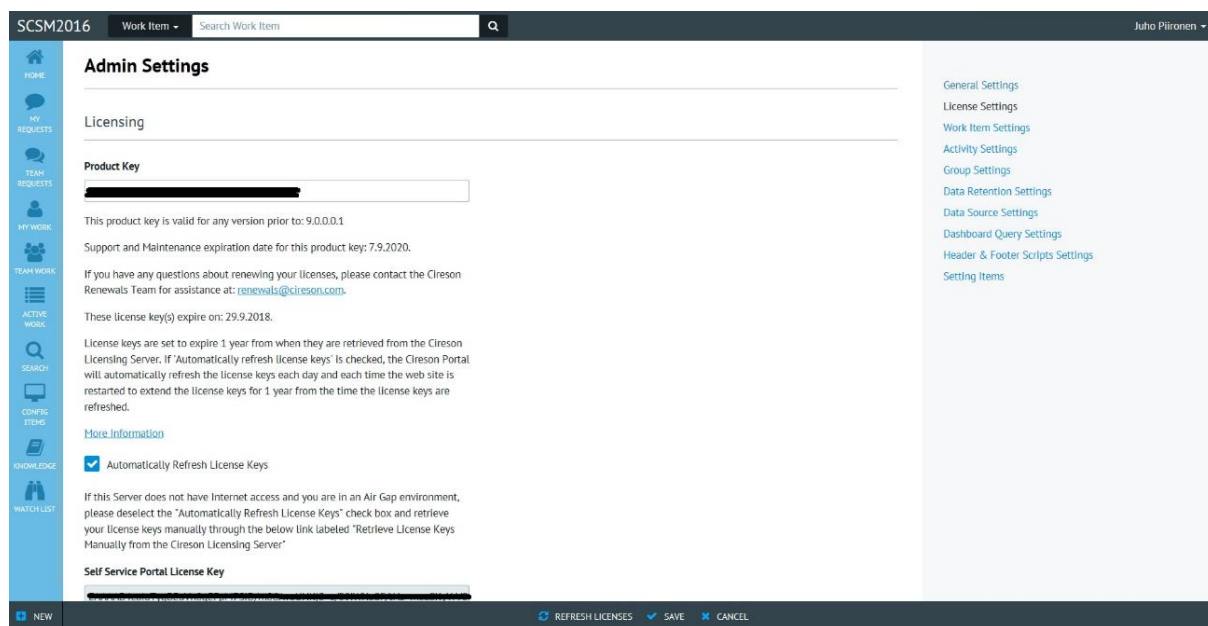 SCSM2016
Work Item
Search Work Item
Juho Piironen
HOME
MY
REQUESTS
TEAM
REQUESTS
MY WORK
TEAM WORK
ACTIVE
WORK
SEARCH
CONFIG
ITEMS
KNOWLEDGE
WATCH LIST
Admin Settings
Licensing
Product Key
This product key is valid for any version prior to: 9.0.0.0.1
Support and Maintenance expiration date for this product key: 7.9.2020.
If you have any questions about renewing your licenses, please contact the Cireson
Renewals Team for assistance at: renewals@cireson.com.
These license key(s) expire on: 29.9.2018.
License keys are set to expire 1 year from when they are retrieved from the Cireson
Licensing Server. If 'Automatically refresh license keys' is checked, the Cireson Portal
will automatically refresh the license keys each day and each time the web site is
restarted to extend the license keys for 1 year from the time the license keys are
refreshed.
More Information
Automatically Refresh License Keys
If this Server does not have Internet access and you are in an Air Gap environment,
please deselect the "Automatically Refresh License Keys" check box and retrieve
your license keys manually through the below link labeled "Retrieve License Keys
Manually from the Cireson Licensing Server"
Self Service Portal License Key
General Settings
License Settings
Work Item Settings
Activity Settings
Group Settings
Data Retention Settings
Data Source Settings
Dashboard Query Settings
Header & Footer Scripts Settings
Setting Items
NEW
REFRESH LICENSES
SAVE
CANCEL